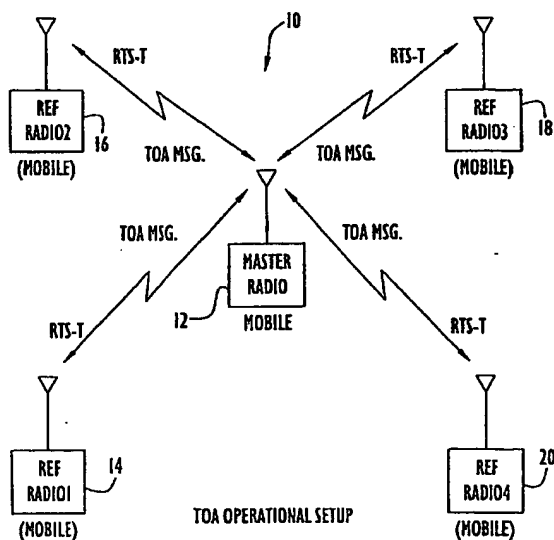 10
RTS-T
RTS-T
REF
RADIO2
16
(MOBILE)
REF
RADIO3
18
(MOBILE)
TOA MSG.
TOA MSG.
TOA MSG.
TOA MSG.
MASTER
RADIO
12
MOBILE
RTS-T
RTS-T
REF
RADIO1
14
(MOBILE)
REF
RADIO4
20
(MOBILE)
TOA OPERATIONAL SETUP